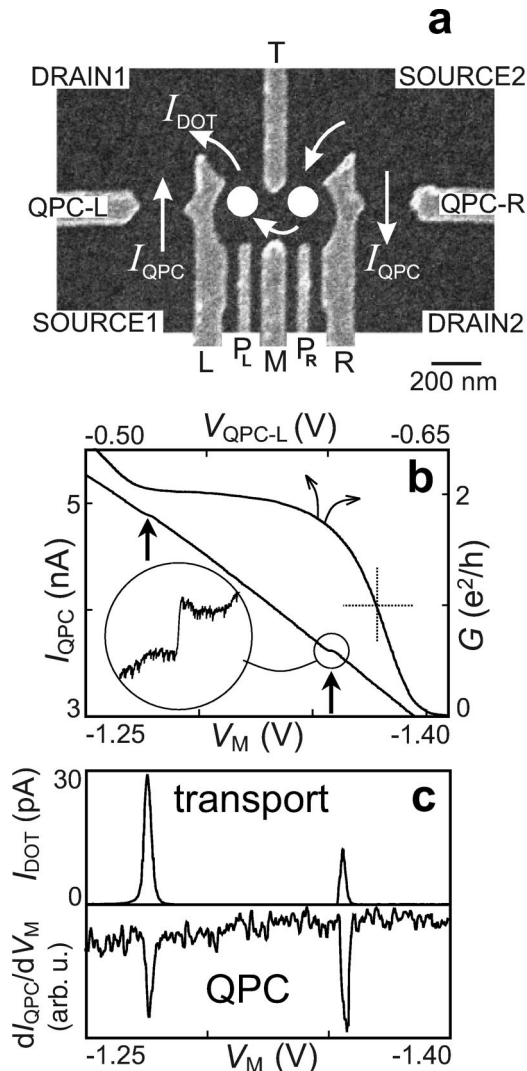 a
T
DRAIN1 SOURCE2
I_DOT
QPC-L QPC-R
I_QPC I_QPC
SOURCE1 DRAIN2
L P_L M P_R R
200 nm
V_QPC-L (V)
-0.50 -0.65
b
5 2
I_QPC (nA) G (e²/h)
3 0
-1.25 V_M (V) -1.40
c
30
transport
I_DOT (pA)
0
dI_QPC/dV_M
(arb. u.)
QPC
-1.25 V_M (V) -1.40